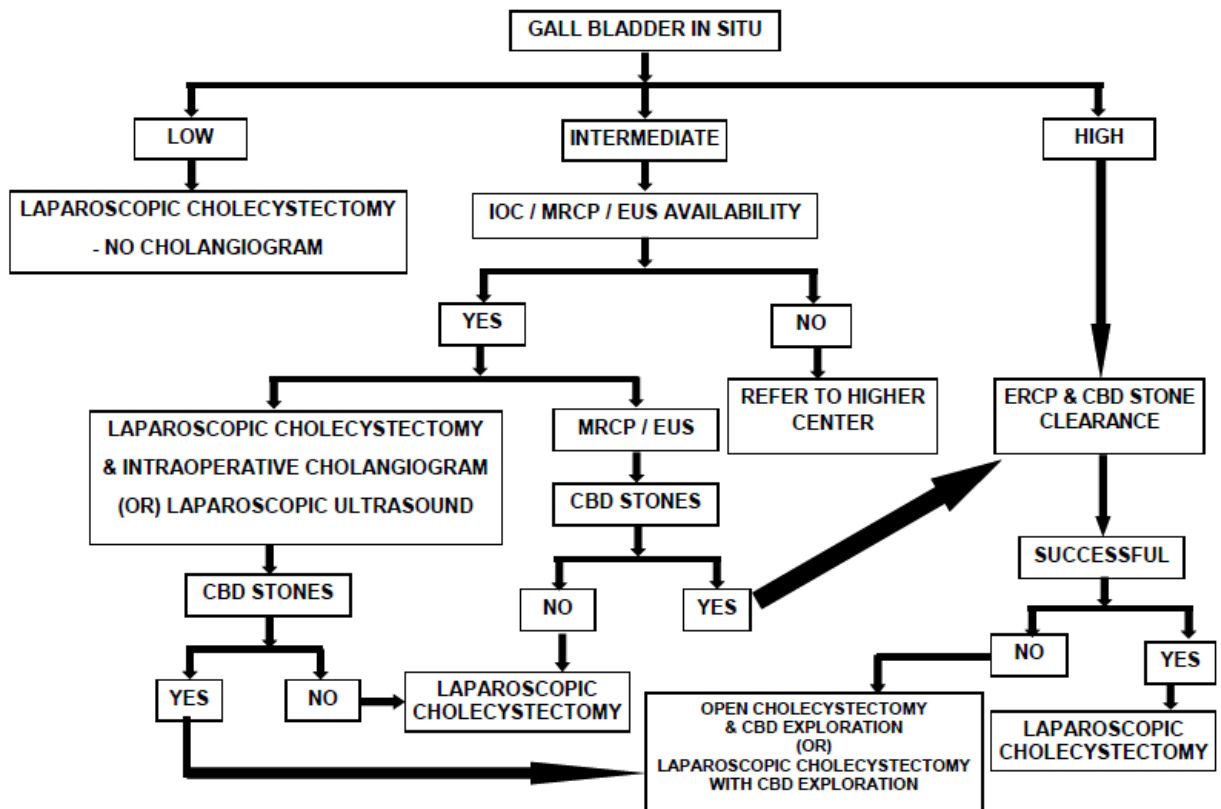 GALL BLADDER IN SITU
LOW
INTERMEDIATE
HIGH
LAPAROSCOPIC CHOLECYSTECTOMY
- NO CHOLANGIOGRAM
IOC / MRCP / EUS AVAILABILITY
YES
NO
LAPAROSCOPIC CHOLECYSTECTOMY
& INTRAOPERATIVE CHOLANGIOGRAM
(OR) LAPAROSCOPIC ULTRASOUND
MRCP / EUS
REFER TO HIGHER
CENTER
ERCP & CBD STONE
CLEARANCE
CBD STONES
SUCCESSFUL
CBD STONES
NO
YES
NO
YES
YES
NO
LAPAROSCOPIC
CHOLECYSTECTOMY
OPEN CHOLECYSTECTOMY
& CBD EXPLORATION
(OR)
LAPAROSCOPIC CHOLECYSTECTOMY
WITH CBD EXPLORATION
LAPAROSCOPIC
CHOLECYSTECTOMY